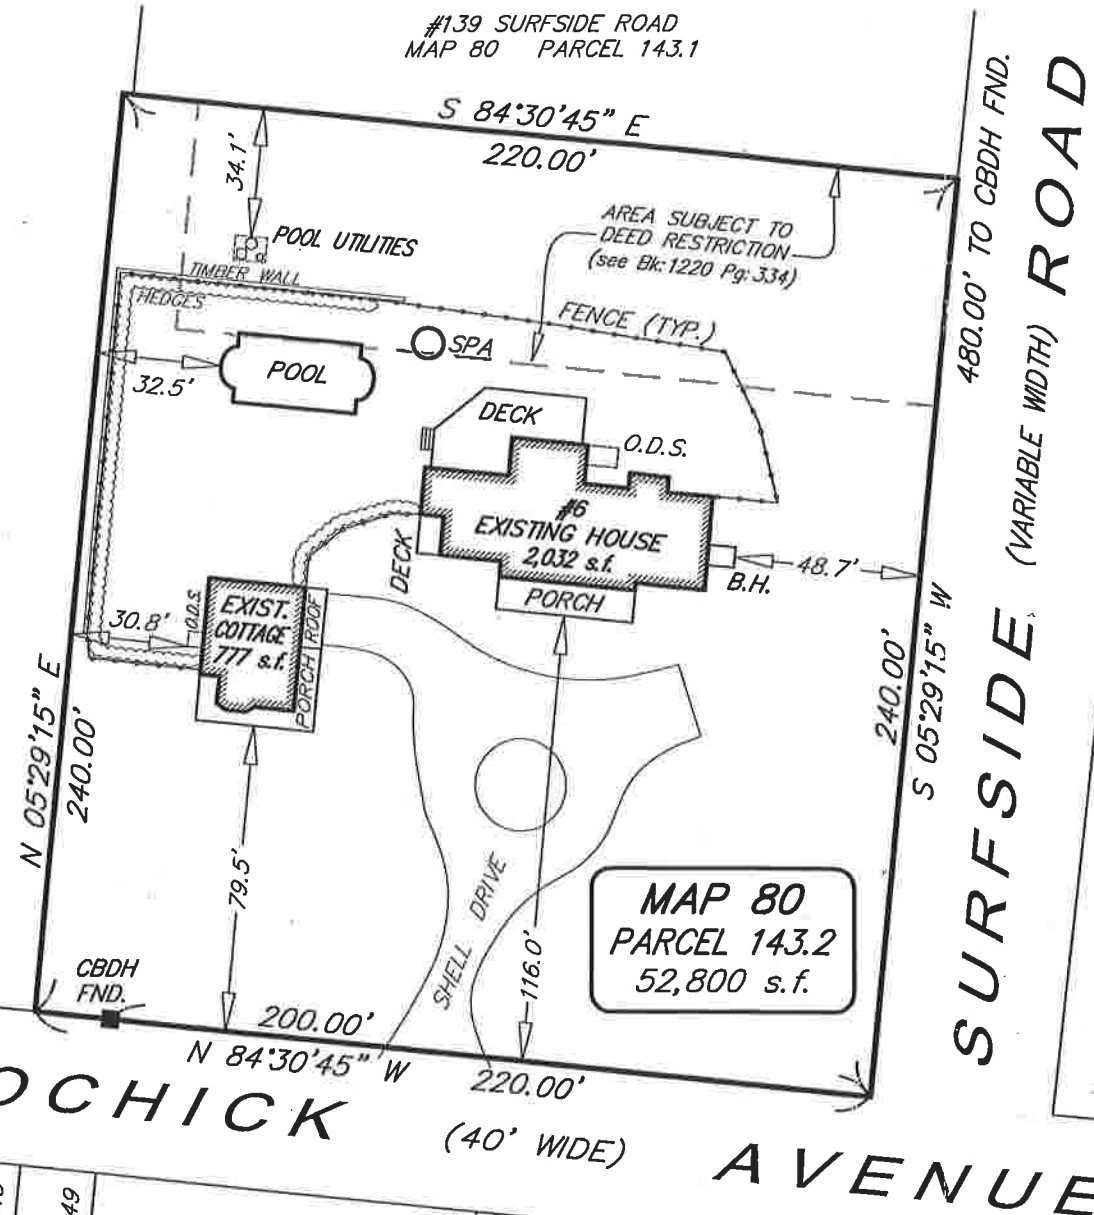 #139 SURFSIDE ROAD
MAP 80 PARCEL 143.1
S 84°30'45" E
220.00'
34.1'
POOL UTILITIES
AREA SUBJECT TO
DEED RESTRICTION
(see Bk:1220 Pg:334)
TIMBER WALL
HEDGES
FENCE (TYP.)
SPA
POOL
32.5'
DECK
O.D.S.
#6
EXISTING HOUSE
2,032 s.f.
DECK
PORCH
B.H.
48.7'
EXIST.
COTTAGE
777 s.f.
O.D.S.
30.8'
PORCH ROOF
N 05°29'15" E
240.00'
79.5'
116.0'
SHELL DRIVE
240.00'
S 05°29'15" W
480.00' TO CBDH FND.
SURFSIDE (VARIABLE WIDTH) ROAD
MAP 80
PARCEL 143.2
52,800 s.f.
CBDH
FND.
200.00'
N 84°30'45" W
220.00'
OCHICK AVENUE
(40' WIDE)
49